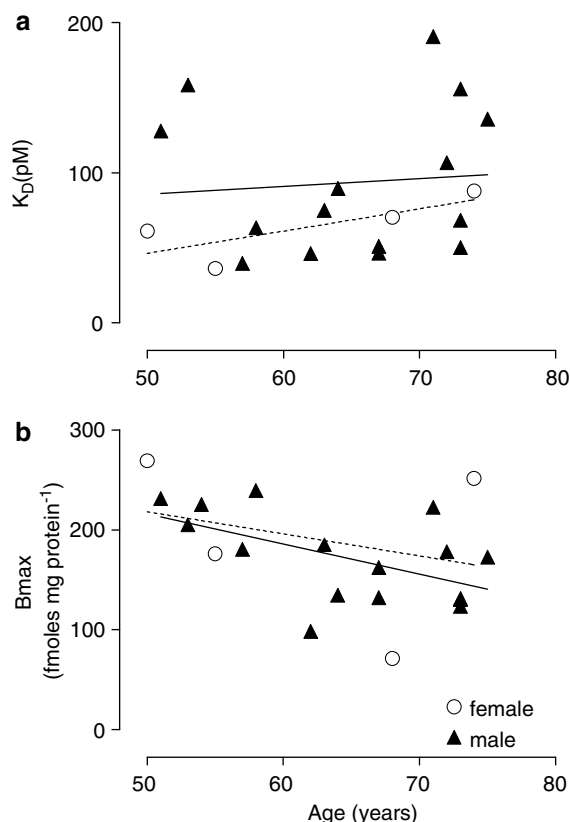 a
200
100
0
K_D(pM)
50 60 70 80
b
300
200
100
0
Bmax
(fmoles mg protein⁻¹)
female
male
50 60 70 80
Age (years)